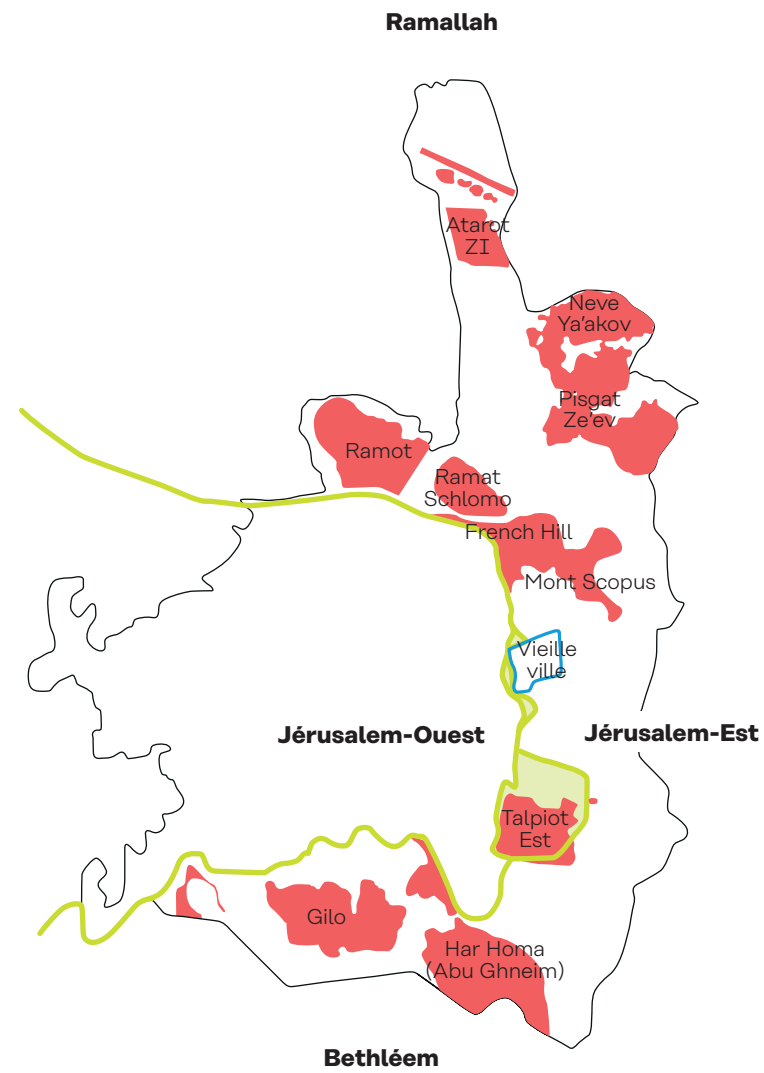 Ramallah
Atarot
ZI
Neve
Ya’akov
Pisgat
Ze’ev
Ramot
Ramat
Schlomo
French Hill
Mont Scopus
Vieille
ville
Jérusalem-Ouest
Jérusalem-Est
Talpiot
Est
Gilo
Har Homa
(Abu Ghneim)
Bethléem